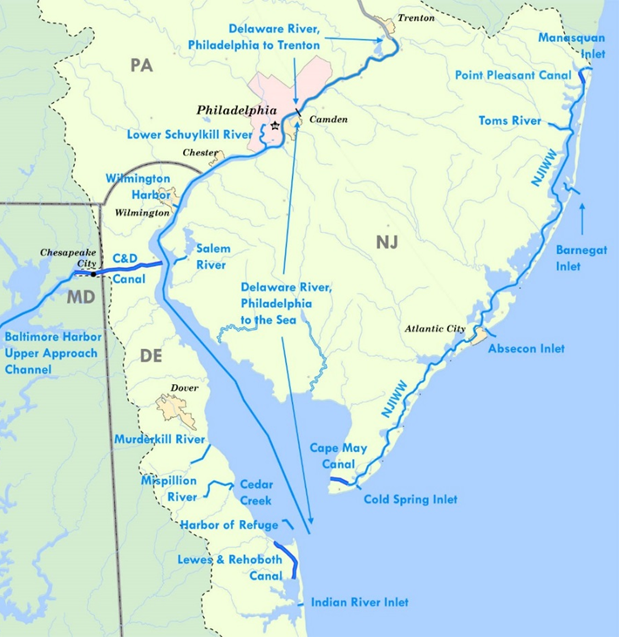 Trenton
Delaware River,
Philadelphia to Trenton
Manasquan
Inlet
PA
Point Pleasant Canal
Philadelphia
Camden
Toms River
Lower Schuylkill River
Chester
NJIWW
Wilmington
Harbor
Wilmington
Salem
River
NJ
Barnegat
Inlet
Chesapeake
City
C&D
Canal
MD
Delaware River,
Philadelphia
to the Sea
Baltimore Harbor
Upper Approach
Channel
Atlantic City
Absecon Inlet
DE
Dover
NJIWW
Murderkill River
Cape May
Canal
Mispillion
River
Cedar
Creek
Cold Spring Inlet
Harbor of Refuge
Lewes & Rehoboth
Canal
Indian River Inlet